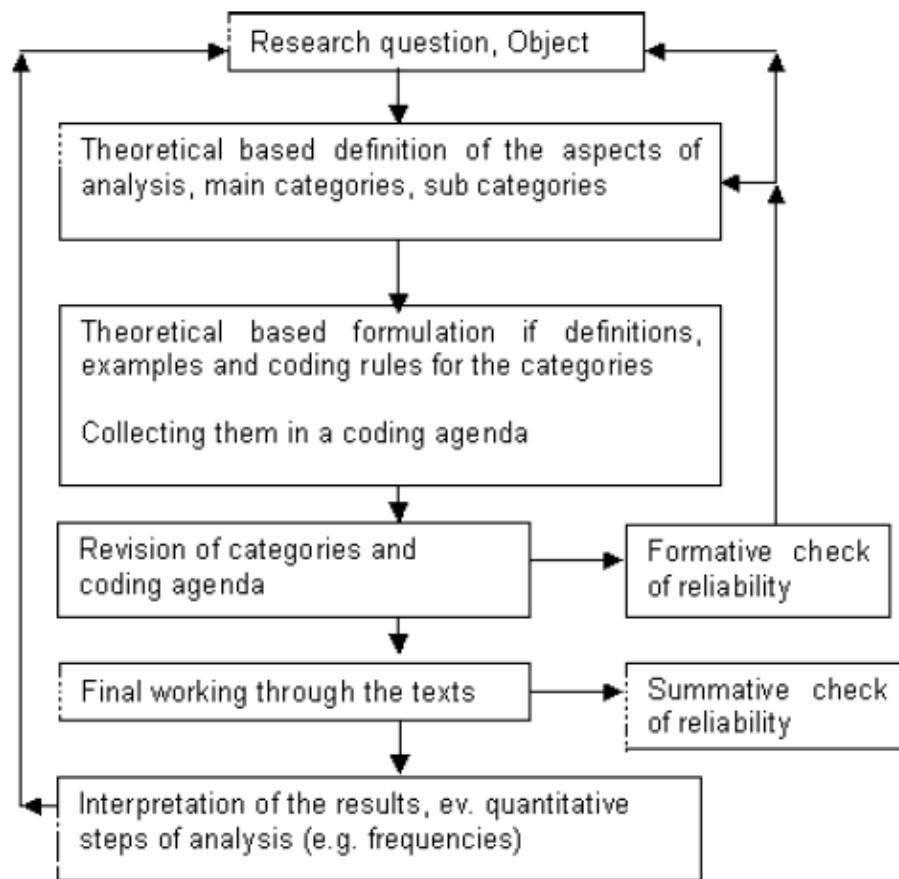 Research question, Object
Theoretical based definition of the aspects of
analysis, main categories, sub categories
Theoretical based formulation if definitions,
examples and coding rules for the categories
Collecting them in a coding agenda
Revision of categories and
coding agenda
Formative check
of reliability
Final working through the texts
Summative check
of reliability
Interpretation of the results, ev. quantitative
steps of analysis (e.g. frequencies)